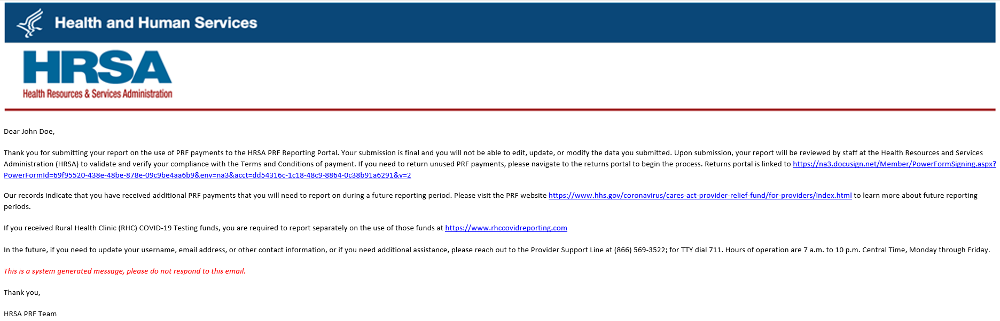 Health and Human Services
HRSA
Health Resources & Services Administration
Dear John Doe,
Thank you for submitting your report on the use of PRF payments to the HRSA PRF Reporting Portal. Your submission is final and you will not be able to edit, update, or modify the data you submitted. Upon submission, your report will be reviewed by staff at the Health Resources and Services
Administration (HRSA) to validate and verify your compliance with the Terms and Conditions of payment. If you need to return unused PRF payments, please navigate to the returns portal to begin the process. Returns portal is linked to https://na3.docusign.net/Member/PowerFormSigning.aspx?
PowerFormId=69f95520-438e-48be-878e-09c9be4aa6b9&env=na3&acct=dd54316c-1c18-48c9-8864-0c38b91a6291&v=2
Our records indicate that you have received additional PRF payments that you will need to report on during a future reporting period. Please visit the PRF website https://www.hhs.gov/coronavirus/cares-act-provider-relief-fund/for-providers/index.html to learn more about future reporting
periods.
If you received Rural Health Clinic (RHC) COVID-19 Testing funds, you are required to report separately on the use of those funds at https://www.rhccovidreporting.com
In the future, if you need to update your username, email address, or other contact information, or if you need additional assistance, please reach out to the Provider Support Line at (866) 569-3522; for TTY dial 711. Hours of operation are 7 a.m. to 10 p.m. Central Time, Monday through Friday.
This is a system generated message, please do not respond to this email.
Thank you,
HRSA PRF Team